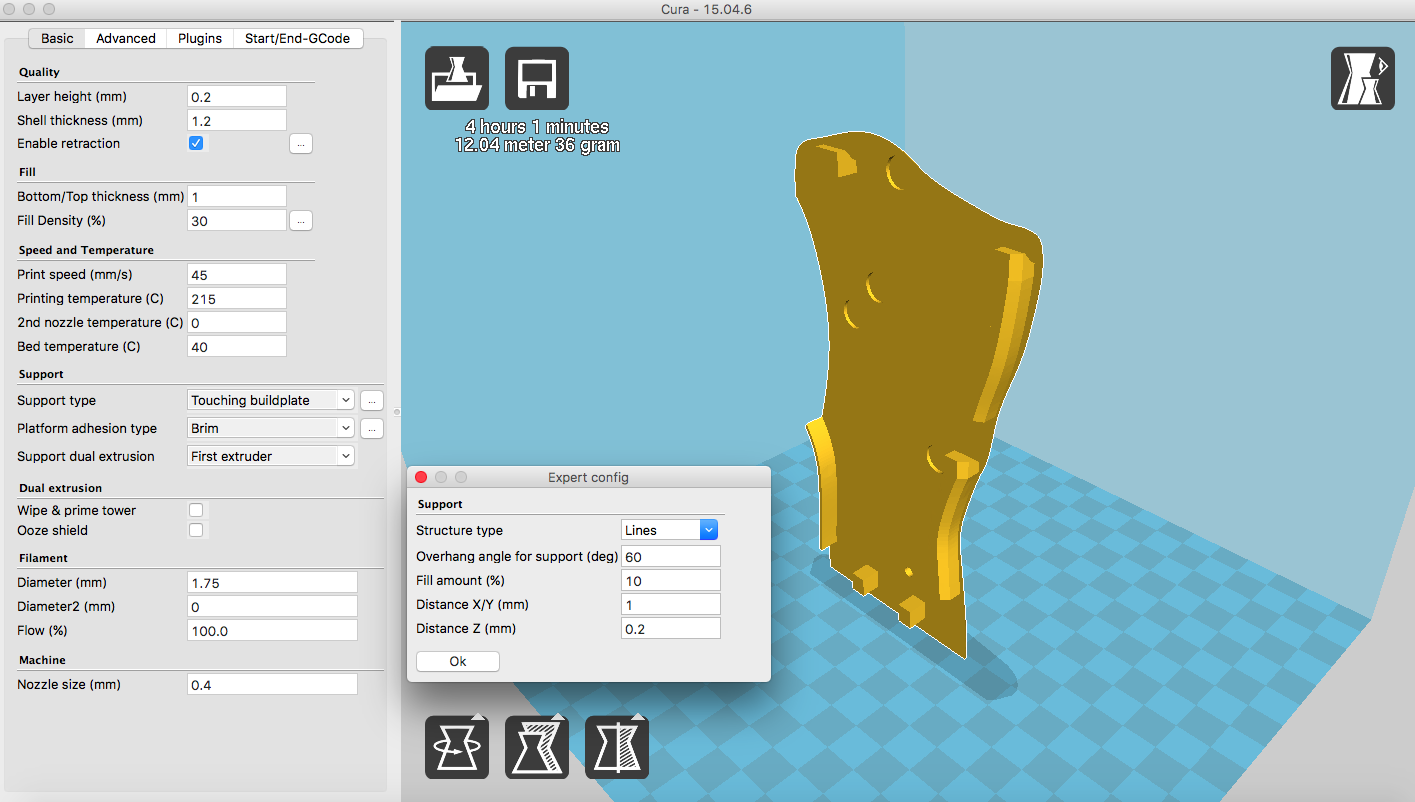 Cura - 15.04.6
Basic Advanced Plugins Start/End-GCode
Quality
Layer height (mm) 0.2
Shell thickness (mm) 1.2
Enable retraction ...
Fill
Bottom/Top thickness (mm) 1
Fill Density (%) 30 ...
Speed and Temperature
Print speed (mm/s) 45
Printing temperature (C) 215
2nd nozzle temperature (C) 0
Bed temperature (C) 40
Support
Support type Touching buildplate ...
Platform adhesion type Brim ...
Support dual extrusion First extruder
Dual extrusion
Wipe & prime tower
Ooze shield
Filament
Diameter (mm) 1.75
Diameter2 (mm) 0
Flow (%) 100.0
Machine
Nozzle size (mm) 0.4
4 hours 1 minutes
12.04 meter 36 gram
Expert config
Support
Structure type Lines
Overhang angle for support (deg) 60
Fill amount (%) 10
Distance X/Y (mm) 1
Distance Z (mm) 0.2
Ok